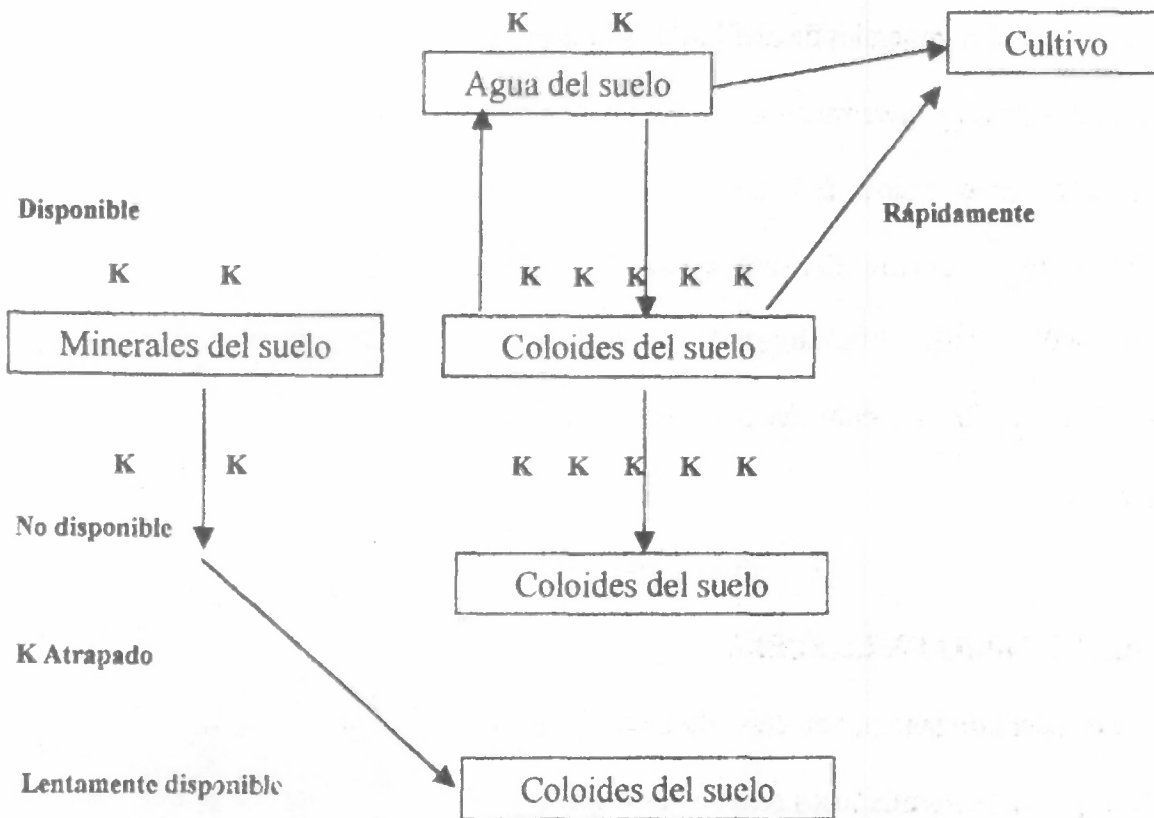 K K
Agua del suelo
Cultivo
Disponible
Rápidamente
K K
K K K K K
Minerales del suelo
Coloides del suelo
K K
K K K K K
No disponible
Coloides del suelo
K Atrapado
Lentamente disponible
Coloides del suelo